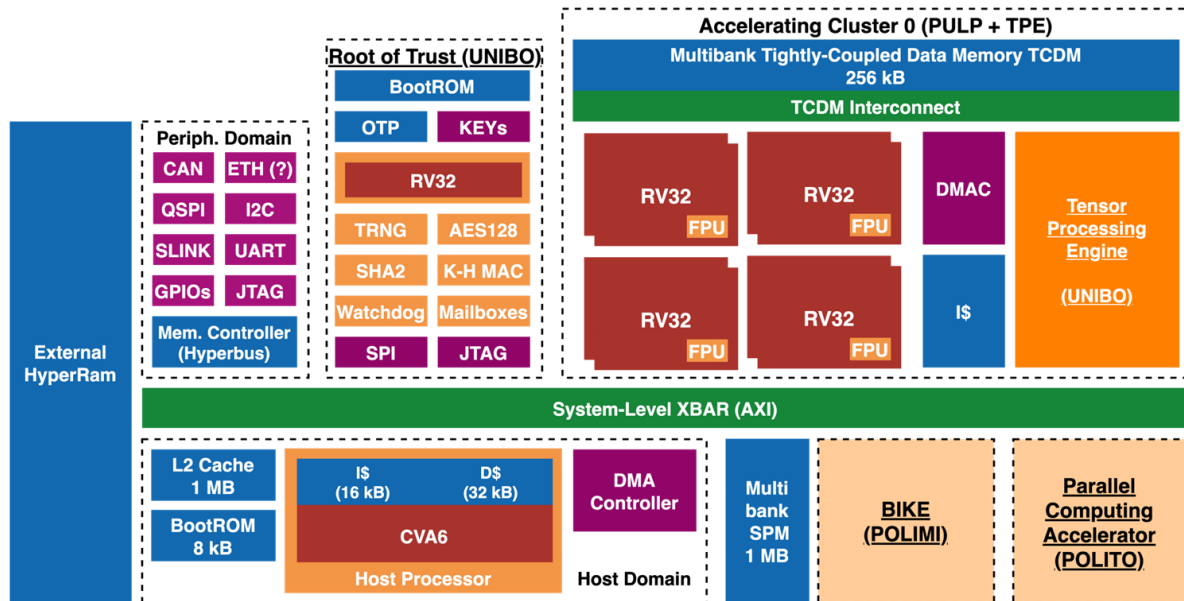 Accelerating Cluster 0 (PULP + TPE)
Multibank Tightly-Coupled Data Memory TCDM
256 kB
TCDM Interconnect
RV32
FPU
RV32
FPU
RV32
FPU
RV32
FPU
DMAC
I$
Tensor
Processing
Engine
(UNIBO)
Root of Trust (UNIBO)
BootROM
OTP
KEYs
RV32
TRNG
AES128
SHA2
K-H MAC
Watchdog
Mailboxes
SPI
JTAG
Periph. Domain
CAN
ETH (?)
QSPI
I2C
SLINK
UART
GPIOs
JTAG
Mem. Controller
(Hyperbus)
External
HyperRam
System-Level XBAR (AXI)
L2 Cache
1 MB
BootROM
8 kB
I$
(16 kB)
D$
(32 kB)
CVA6
Host Processor
DMA
Controller
Host Domain
Multi
bank
SPM
1 MB
BIKE
(POLIMI)
Parallel
Computing
Accelerator
(POLITO)